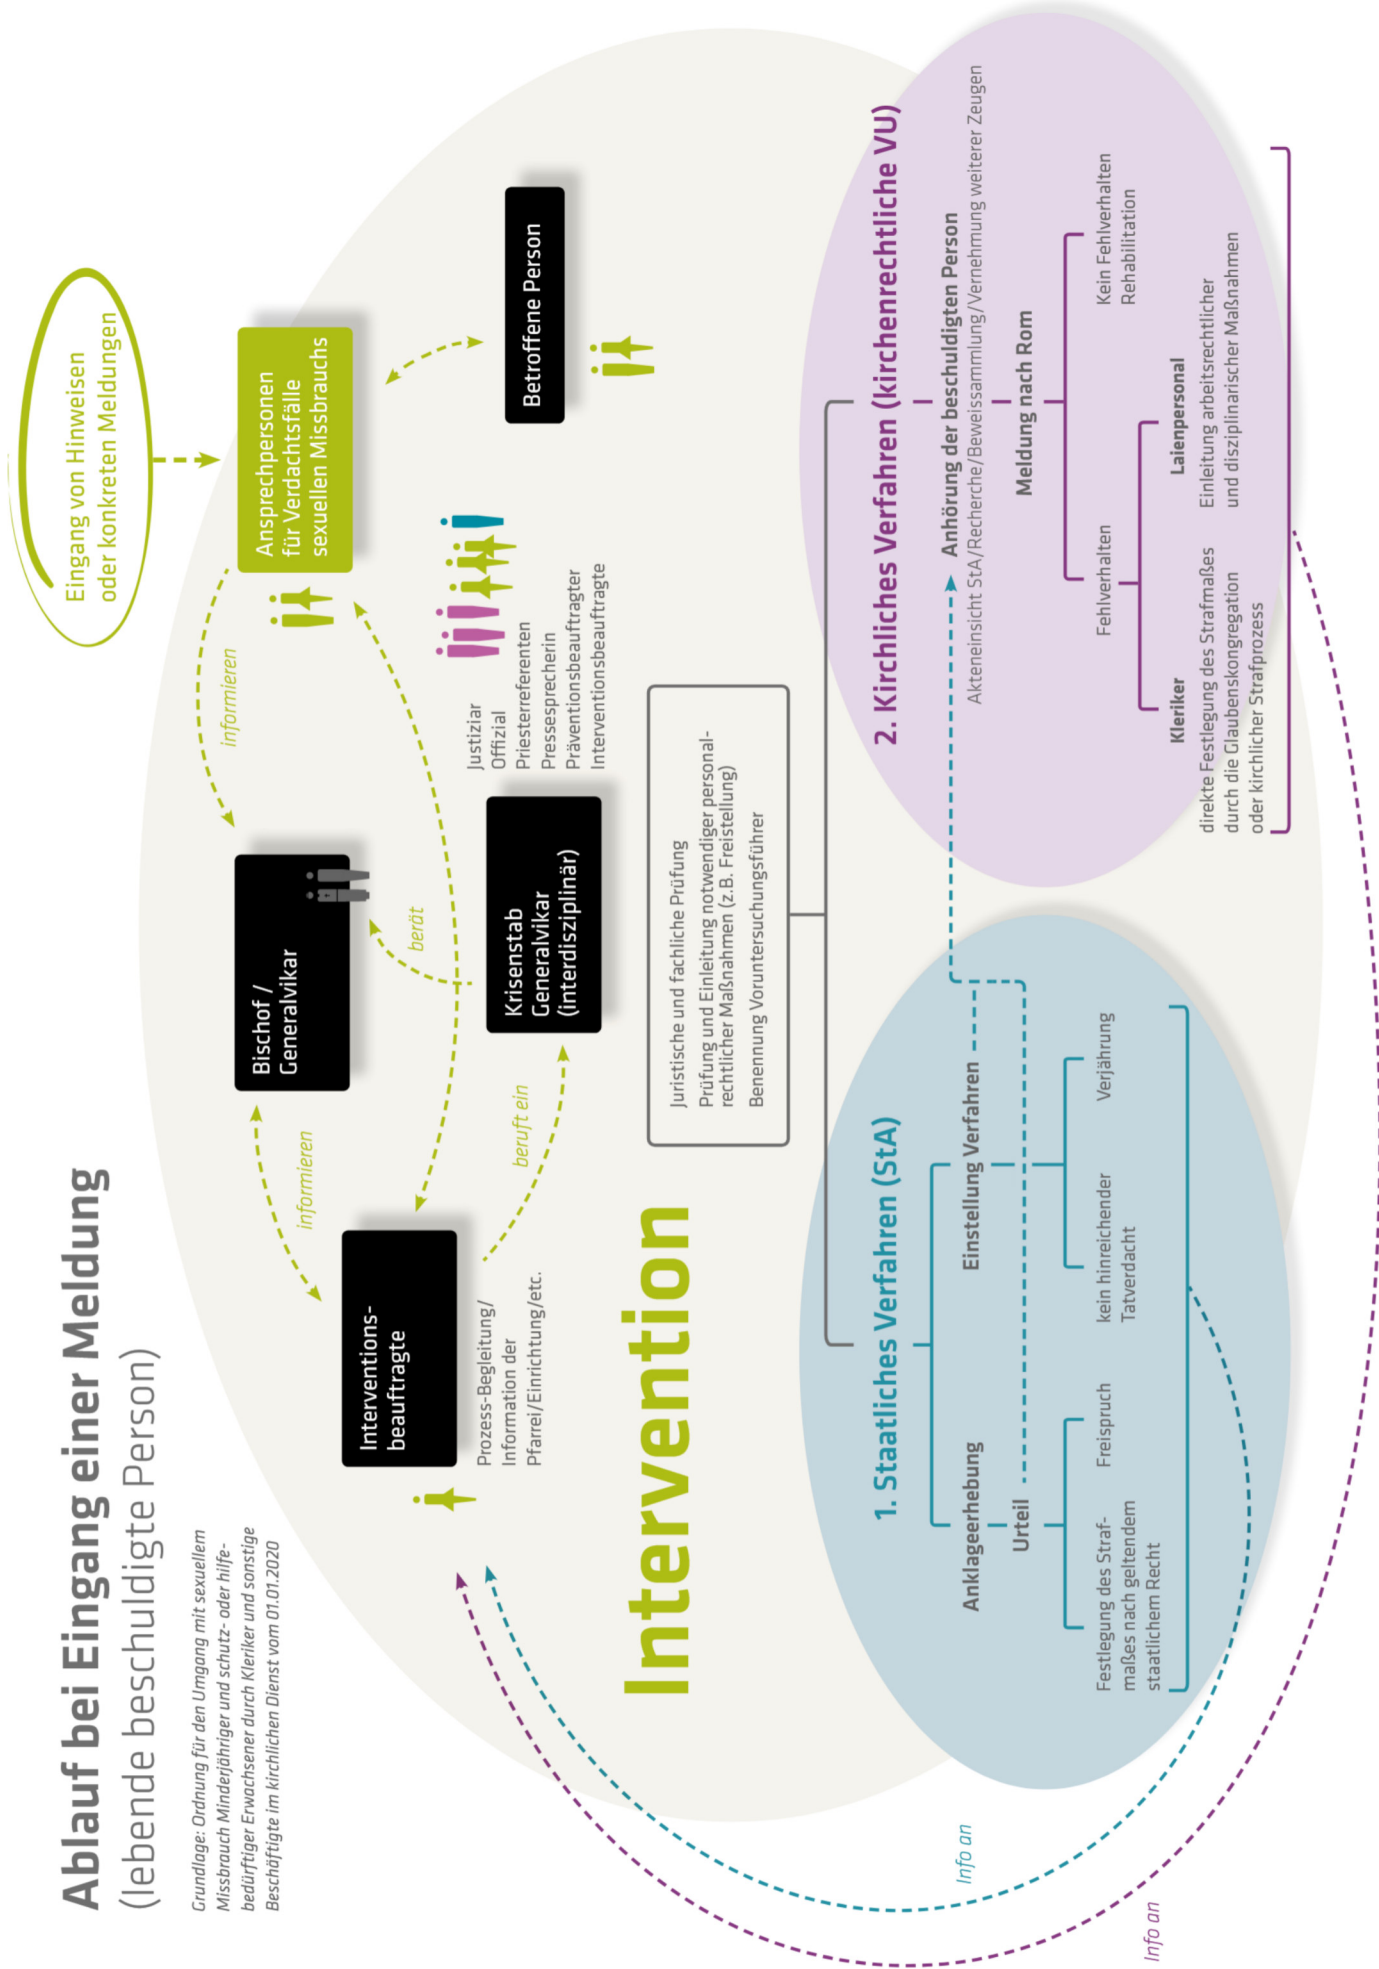 Ablauf bei Eingang einer Meldung
(lebende beschuldigte Person)
Grundlage: Ordnung für den Umgang mit sexuellem
Missbrauch Minderjähriger und schutz- oder hilfe-
bedürftiger Erwachsener durch Kleriker und sonstige
Beschäftigte im kirchlichen Dienst vom 01.01.2020
Eingang von Hinweisen
oder konkreten Meldungen
Ansprechpersonen
für Verdachtsfälle
sexuellen Missbrauchs
informieren
Bischof /
Generalvikar
informieren
berät
Interventions-
beauftragte
Prozess-Begleitung/
Information der
Pfarrei/Einrichtung/etc.
beruft ein
Krisenstab
Generalvikar
(interdisziplinär)
Justiziar
Offizial
Priesterreferenten
Pressesprecherin
Präventionsbeauftragter
Interventionsbeauftragte
Betroffene Person
Intervention
Juristische und fachliche Prüfung
Prüfung und Einleitung notwendiger personal-
rechtlicher Maßnahmen (z.B. Freistellung)
Benennung Voruntersuchungsführer
1. Staatliches Verfahren (StA)
Anklageerhebung
Urteil
Festlegung des Straf-
maßes nach geltendem
staatlichem Recht
Freispruch
Einstellung Verfahren
kein hinreichender
Tatverdacht
Verjährung
2. Kirchliches Verfahren (kirchenrechtliche VU)
Anhörung der beschuldigten Person
Akteneinsicht StA/Recherche/Beweissammlung/Vernehmung weiterer Zeugen
Meldung nach Rom
Fehlverhalten
Kein Fehlverhalten
Rehabilitation
Kleriker
direkte Festlegung des Strafmaßes
durch die Glaubenskongregation
oder kirchlicher Strafprozess
Laienpersonal
Einleitung arbeitsrechtlicher
und disziplinarischer Maßnahmen
Info an
Info an